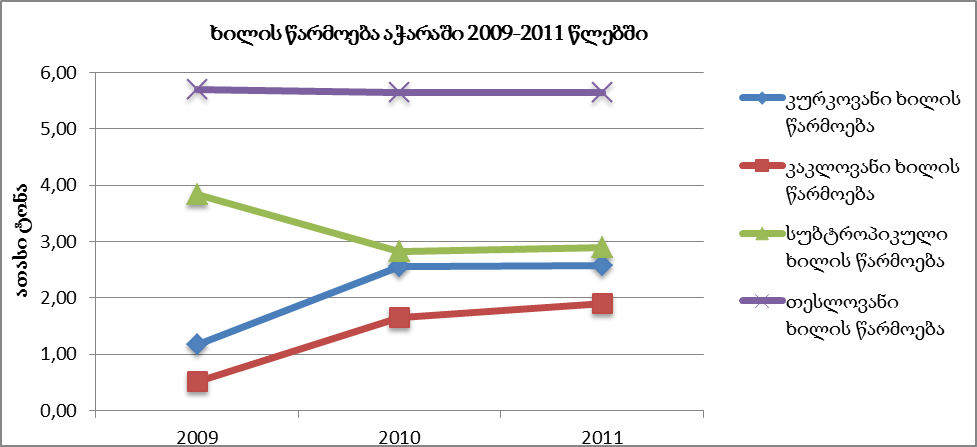 ხილის წარმოება აჭარაში 2009-2011 წლებში
6,00
5,00
4,00
3,00
2,00
1,00
0,00
ათასი ტონა
2009
2010
2011
კურკოვანი ხილის
წარმოება
კაკლოვანი ხილის
წარმოება
სუბტროპიკული
ხილის წარმოება
თესლოვანი
ხილის წარმოება